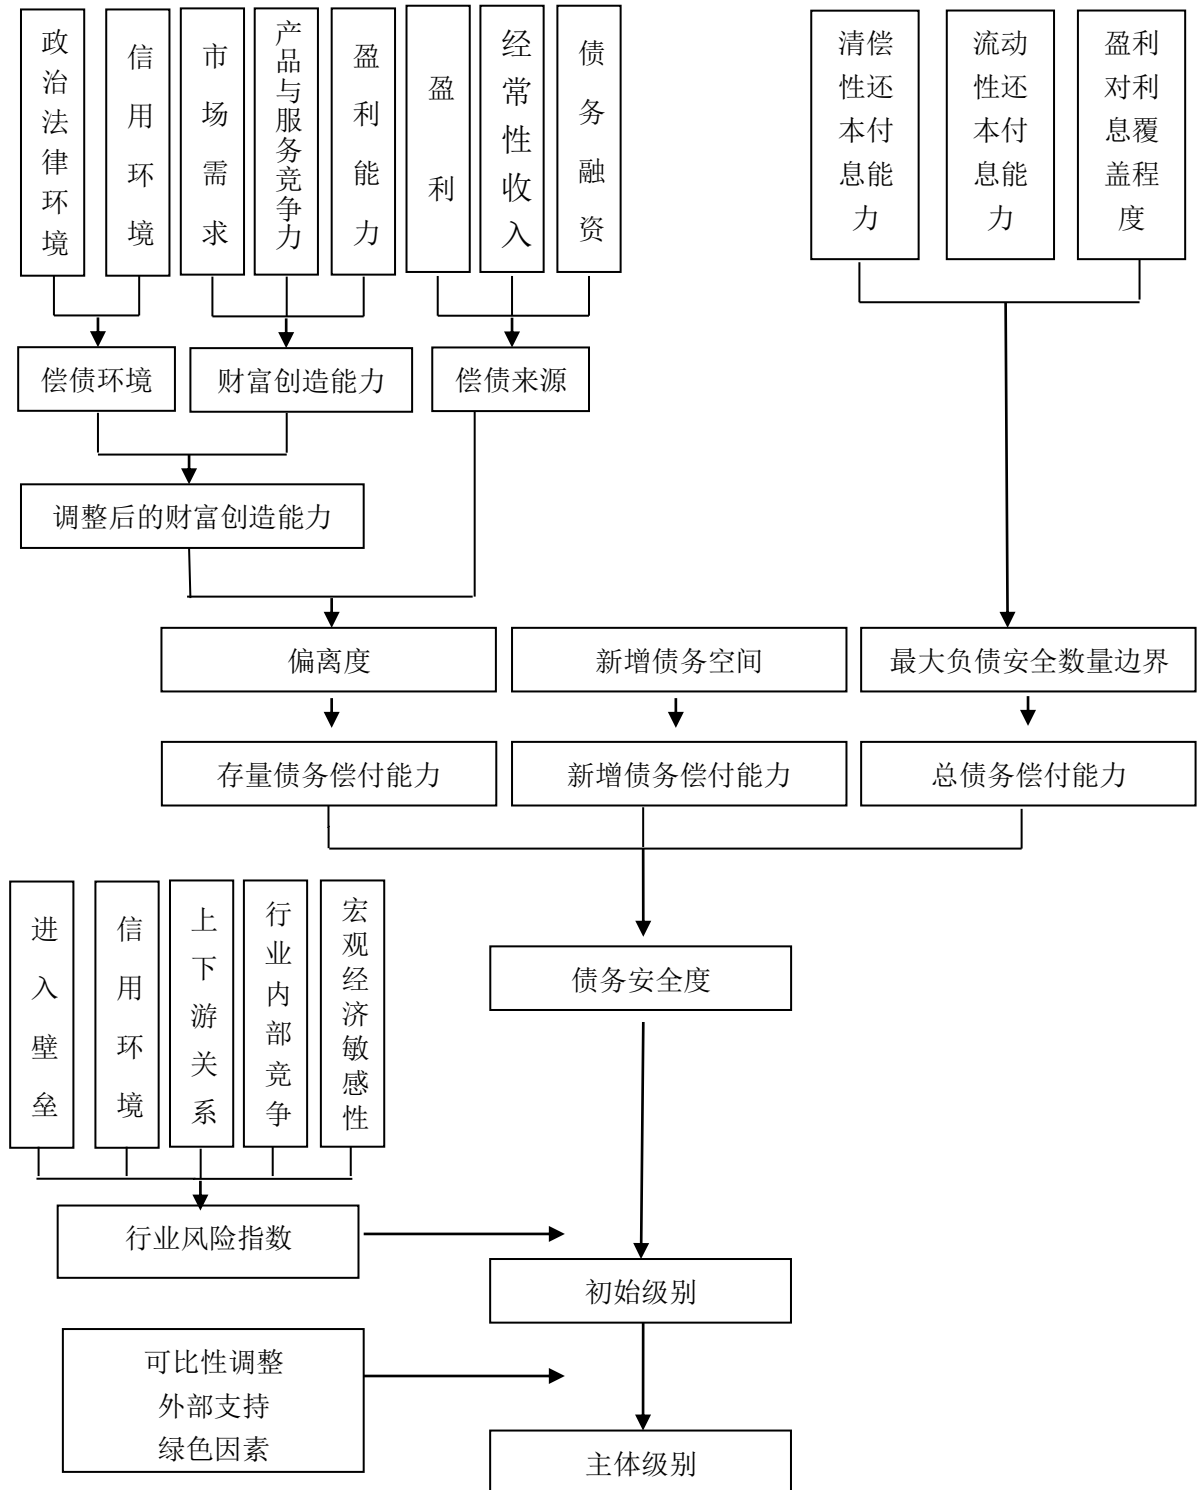 政治法律环境
信用环境
市场需求
产品与服务竞争力
盈利能力
盈利
经常性收入
债务融资
清偿性还本付息能力
流动性还本付息能力
盈利对利息覆盖程度
偿债环境
财富创造能力
偿债来源
调整后的财富创造能力
偏离度
新增债务空间
最大负债安全数量边界
存量债务偿付能力
新增债务偿付能力
总债务偿付能力
进入壁垒
信用环境
上下游关系
行业内部竞争
宏观经济敏感性
债务安全度
行业风险指数
初始级别
可比性调整
外部支持
绿色因素
主体级别